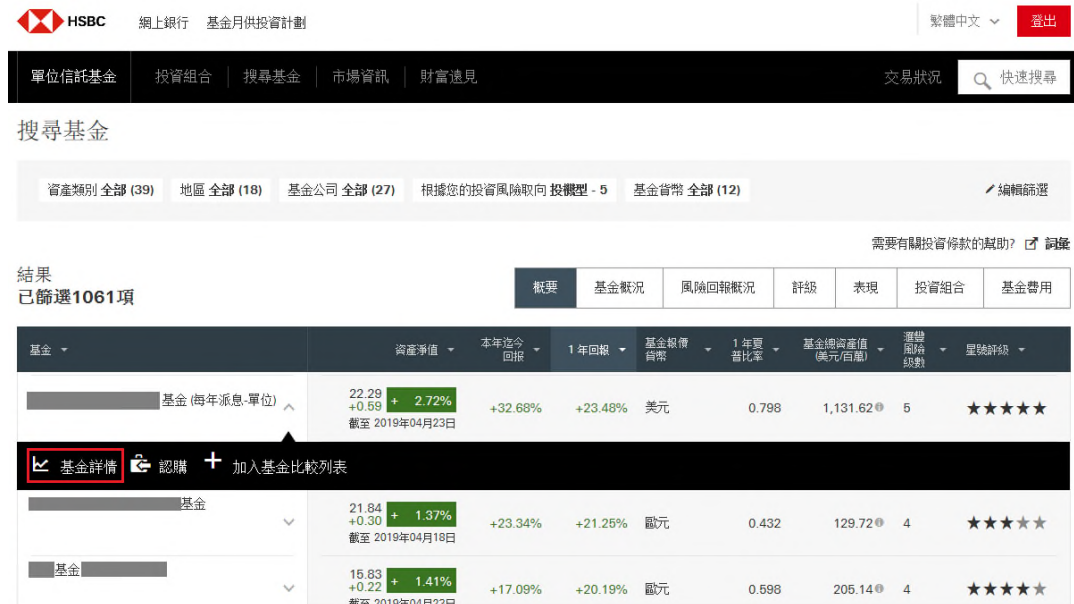 HSBC 網上銀行 基金月供投資計劃 繁體中文 登出
單位信託基金 投資組合 搜尋基金 市場資訊 財富遠見 交易狀況 快速搜尋
搜尋基金
資產類別 全部 (39) 地區 全部 (18) 基金公司 全部 (27) 根據您的投資風險取向 投機型 - 5 基金貨幣 全部 (12) 編輯篩選
需要有關投資條款的幫助? 詞彙
結果
已篩選1061項
概要 基金概況 風險回報概況 評級 表現 投資組合 基金費用
基金 資產淨值 本年迄今回报 1 年回報 基金報價貨幣 1 年夏普比率 基金總資產值 (美元/百萬) 滙豐風險級數 星號評級
基金 (每年派息-單位) 22.29 +0.59 + 2.72% +32.68% +23.48% 美元 0.798 1,131.62 5 ★★★★★
截至 2019年04月23日
基金詳情 認購 加入基金比較列表
基金 21.84 +0.30 + 1.37% +23.34% +21.25% 歐元 0.432 129.72 4 ★★★★★
截至 2019年04月18日
基金 15.83 +0.22 + 1.41% +17.09% +20.19% 歐元 0.598 205.14 4 ★★★★★
截至 2019年04月23日